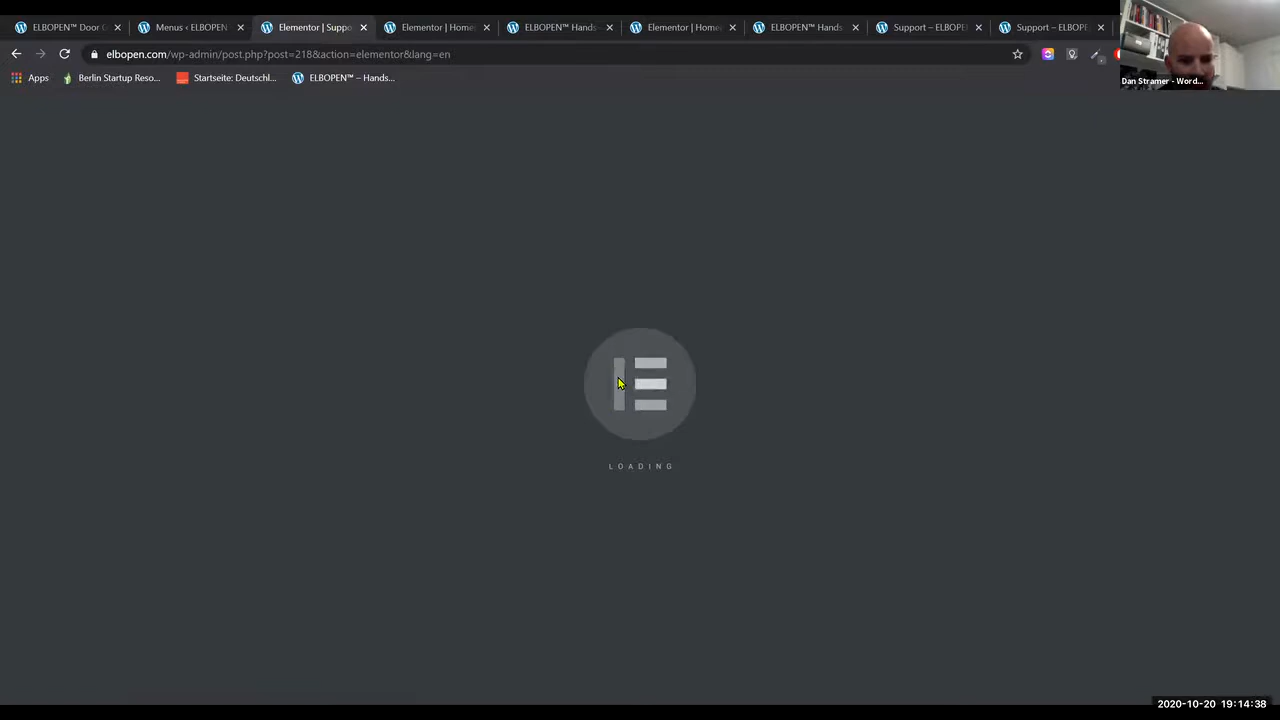 ELBOPEN™ Door O
Menus ‹ ELBOPEN
Elementor | Suppo
Elementor | Home
ELBOPEN™ Hands-
Elementor | Home
ELBOPEN™ Hands
Support – ELBOPE
Support – ELBOPE
elbopen.com/wp-admin/post.php?post=218&action=elementor&lang=en
Apps
Berlin Startup Reso...
Startseite: Deutschl...
ELBOPEN™ – Hands...
Dan Stramer - Word...
LOADING
2020-10-20 19:14:38